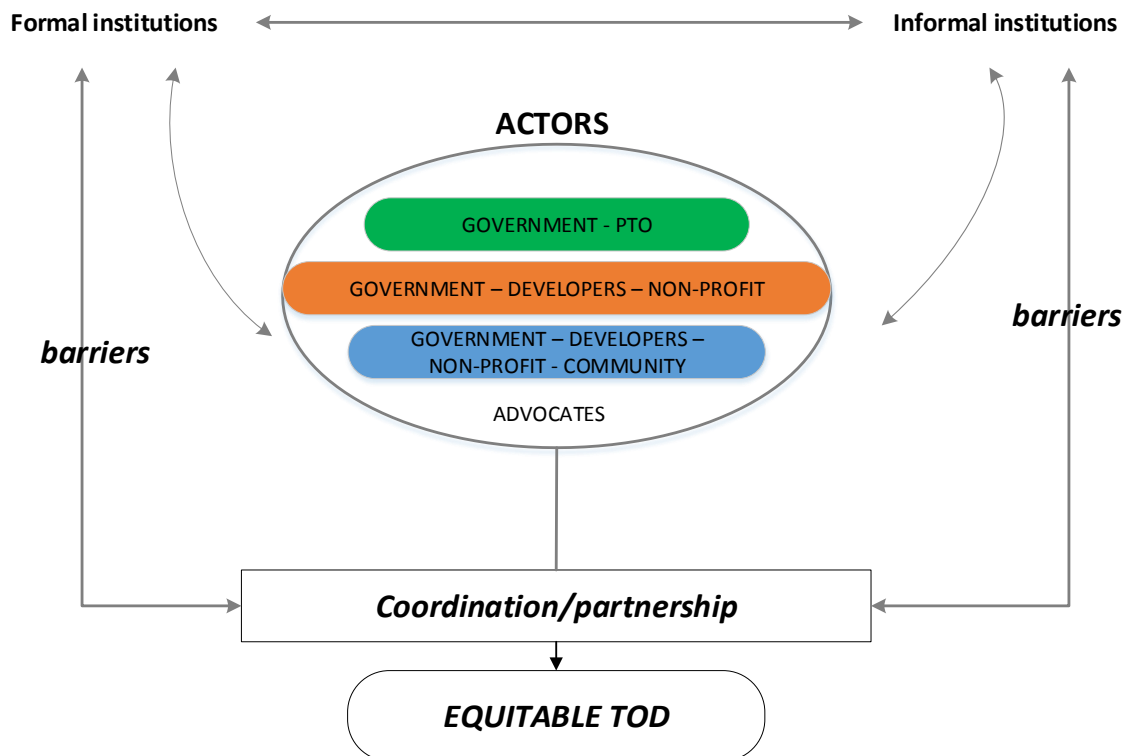 Formal institutions
Informal institutions
ACTORS
GOVERNMENT - PTO
GOVERNMENT – DEVELOPERS – NON-PROFIT
barriers
barriers
GOVERNMENT – DEVELOPERS –
NON-PROFIT - COMMUNITY
ADVOCATES
Coordination/partnership
EQUITABLE TOD